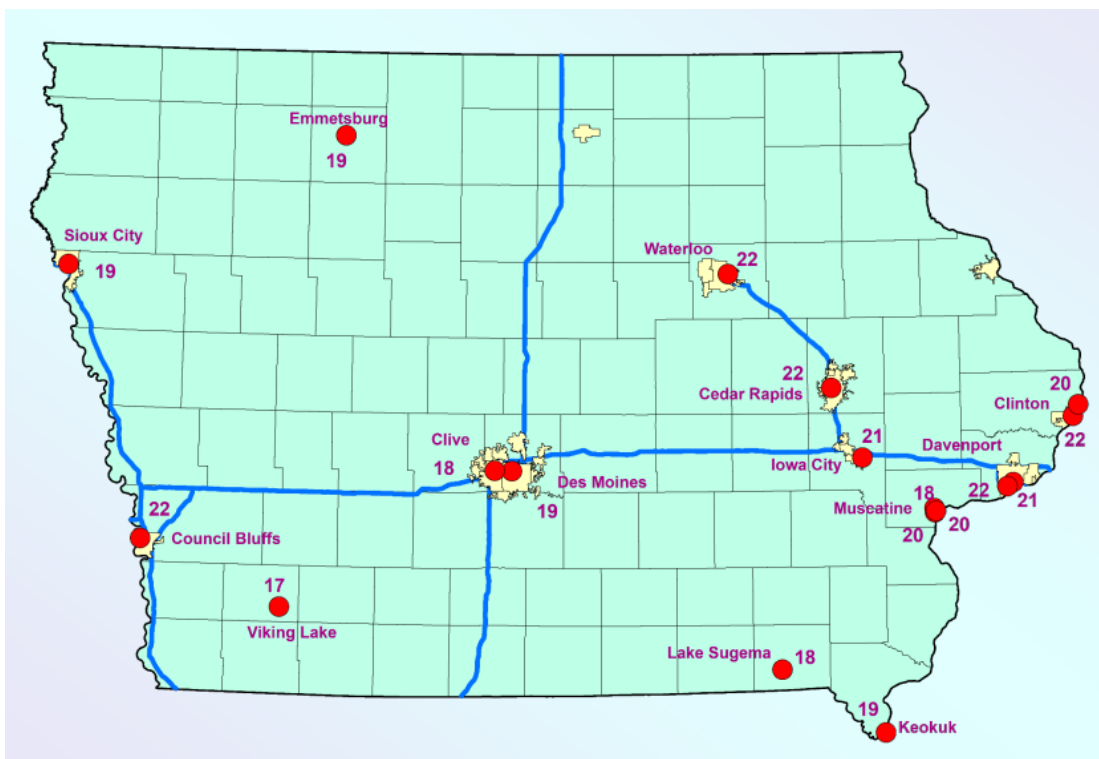 Emmetsburg
19
Sioux City
19
Waterloo
22
22
Cedar Rapids
20
Clinton
22
Clive
18
Des Moines
19
21
Iowa City
Davenport
22
21
18
Muscatine
20
20
22
Council Bluffs
17
Viking Lake
Lake Sugema
18
19
Keokuk